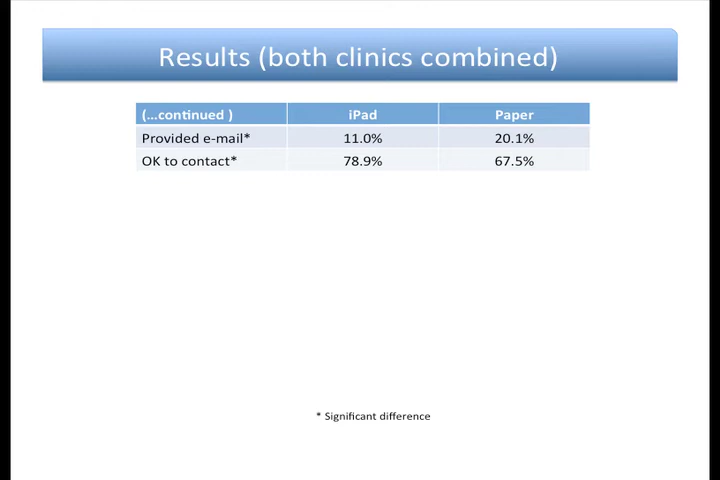 Results (both clinics combined)
(...continued ) iPad Paper
Provided e-mail* 11.0% 20.1%
OK to contact* 78.9% 67.5%
* Significant difference